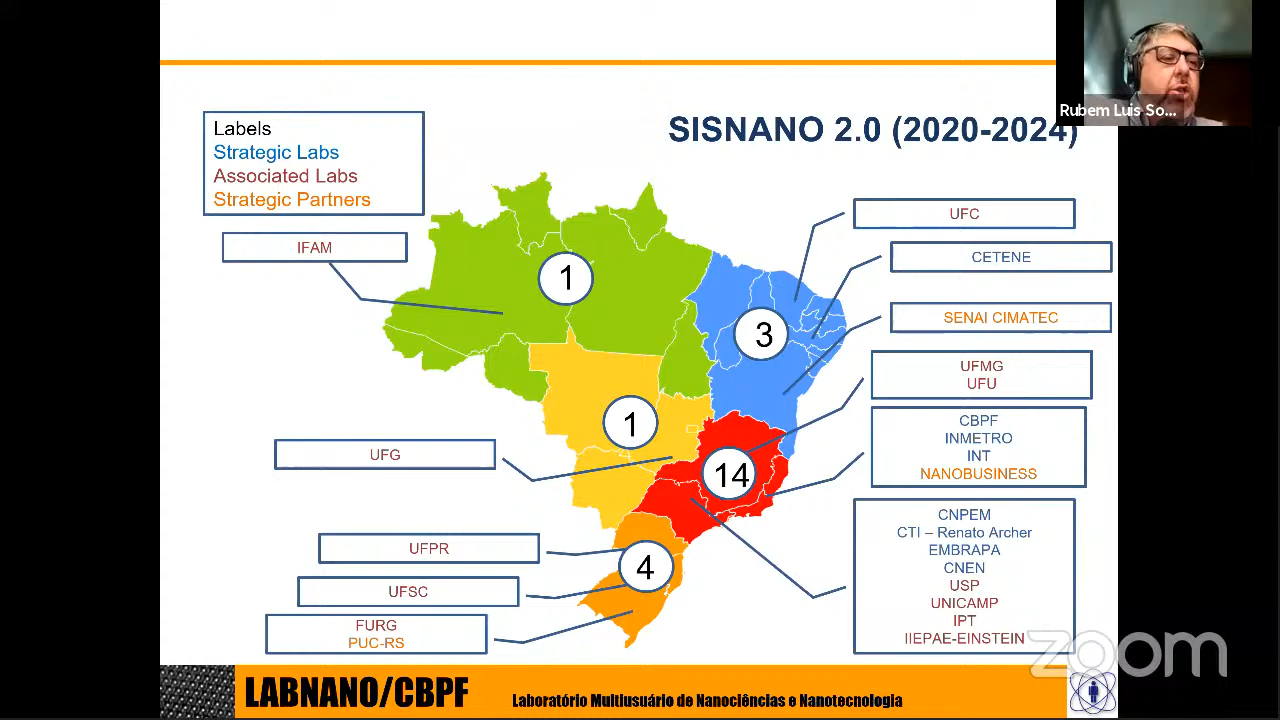 Rubem Luis So...
SISNANO 2.0 (2020-2024)
Labels
Strategic Labs
Associated Labs
Strategic Partners
IFAM
UFC
CETENE
SENAI CIMATEC
UFMG
UFU
CBPF
INMETRO
INT
NANOBUSINESS
CNPEM
CTI – Renato Archer
EMBRAPA
CNEN
USP
UNICAMP
IPT
IIEPAE-EINSTEIN
1
3
1
14
4
UFG
UFPR
UFSC
FURG
PUC-RS
zoom
LABNANO/CBPF
Laboratório Multiusuário de Nanociências e Nanotecnologia